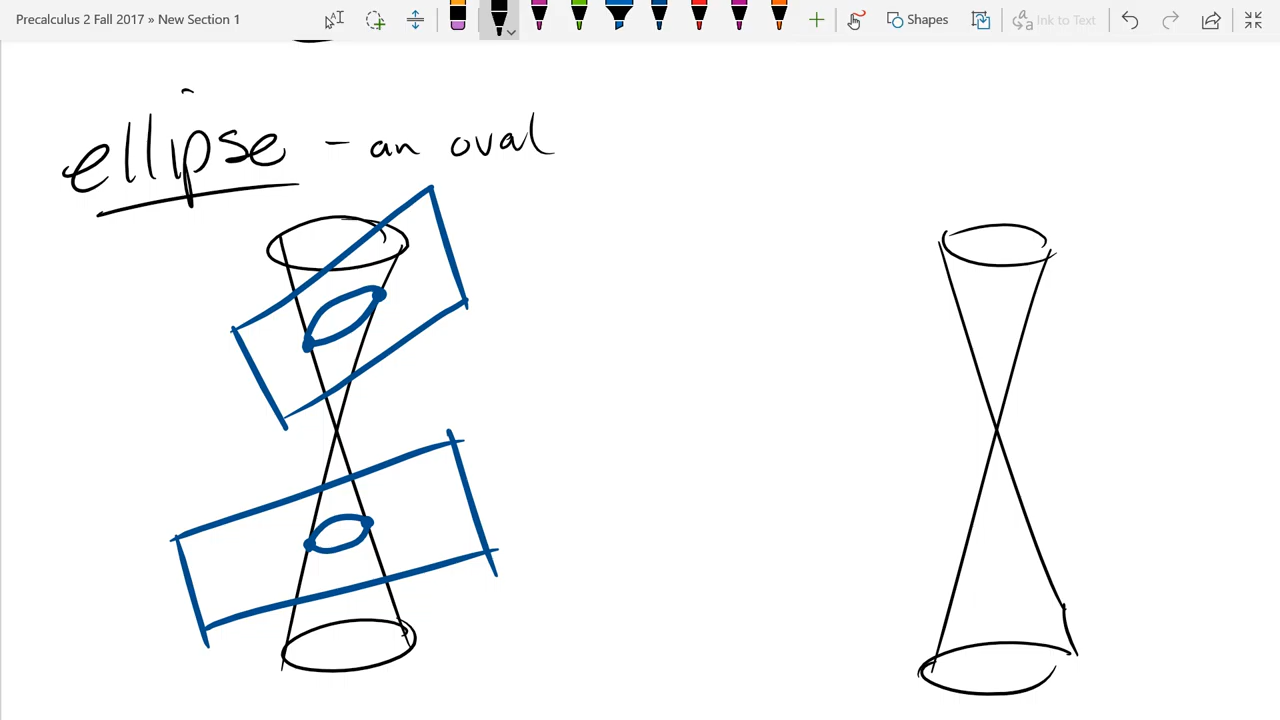 Precalculus 2 Fall 2017 » New Section 1
Shapes
Ink to Text
ellipse - an oval